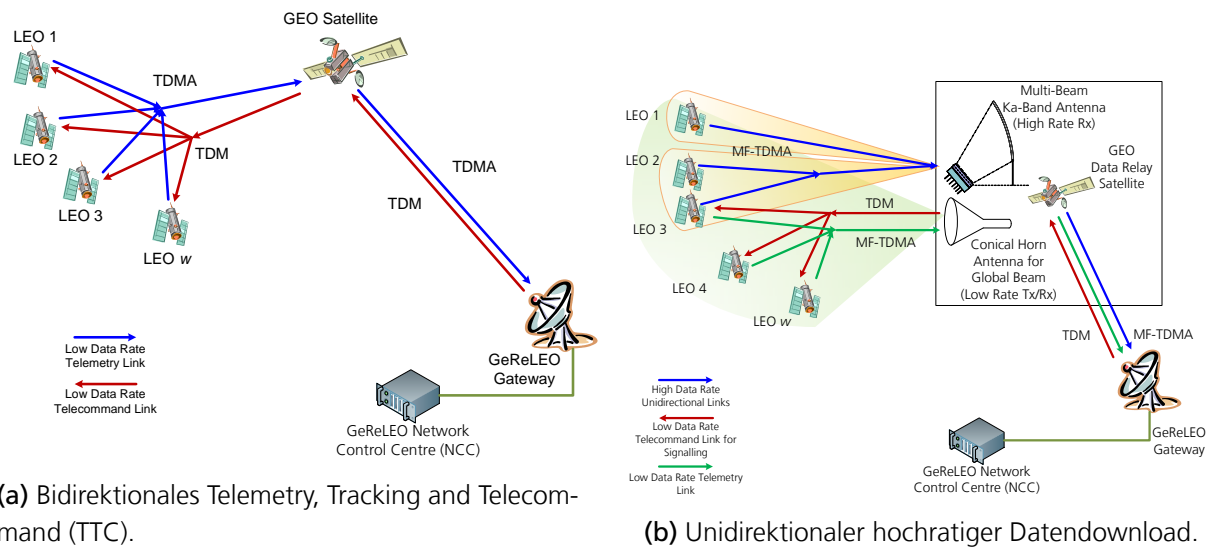 GEO Satellite
LEO 1
TDMA
LEO 2
TDM
LEO 3
LEO w
TDMA
TDM
Low Data Rate
Telemetry Link
Low Data Rate
Telecommand Link
GeReLEO
Gateway
GeReLEO Network
Control Centre (NCC)
(a) Bidirektionales Telemetry, Tracking and Telecom-
mand (TTC).
Multi-Beam
Ka-Band Antenna
(High Rate Rx)
LEO 1
LEO 2
MF-TDMA
GEO
Data Relay
Satellite
LEO 3
TDM
MF-TDMA
LEO 4
LEO w
Conical Horn
Antenna for
Global Beam
(Low Rate Tx/Rx)
TDM
MF-TDMA
High Data Rate
Unidirectional Links
Low Data Rate
Telecommand Link for
Signalling
Low Data Rate Telemetry
Link
GeReLEO
Gateway
GeReLEO Network
Control Centre (NCC)
(b) Unidirektionaler hochratiger Datendownload.